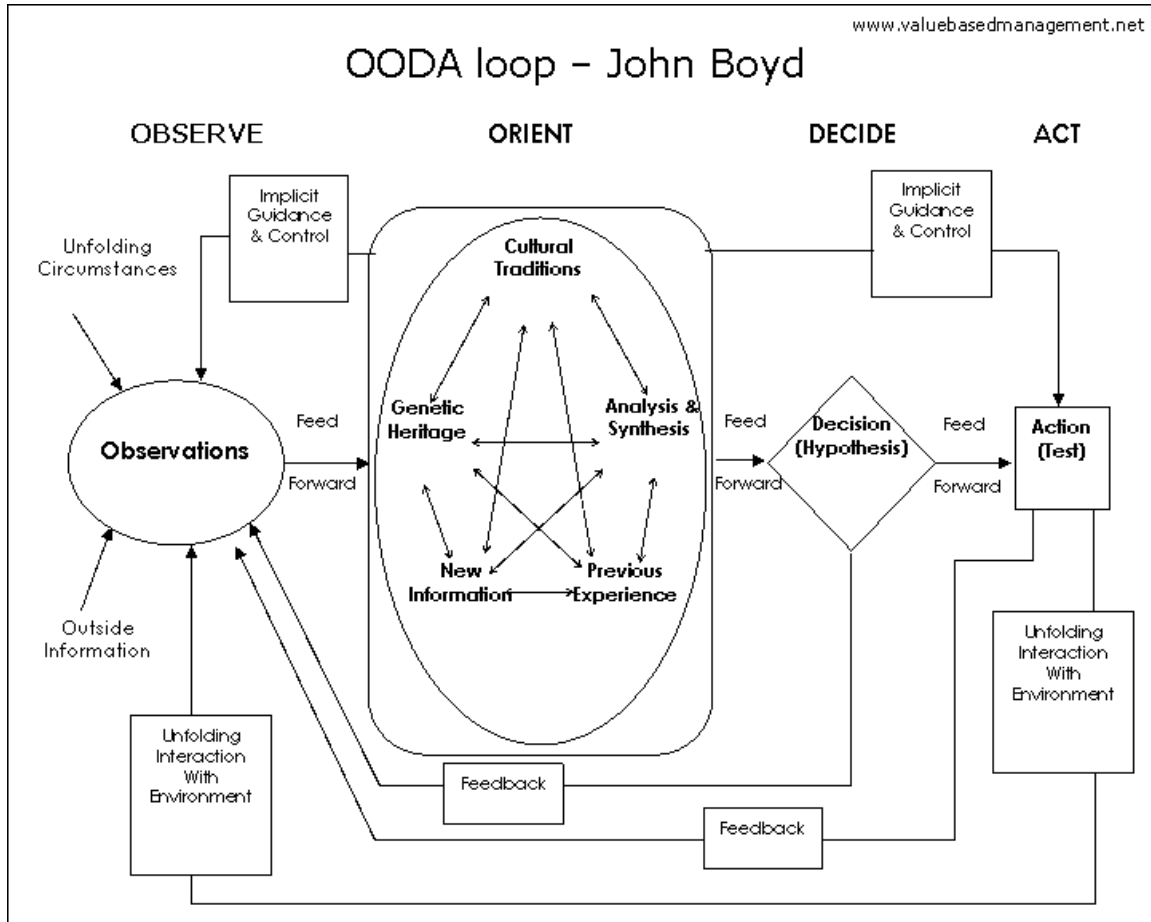 www.valuebasedmanagement.net
OODA loop – John Boyd
OBSERVE
ORIENT
DECIDE
ACT
Implicit
Guidance
& Control
Implicit
Guidance
& Control
Unfolding
Circumstances
Cultural
Traditions
Genetic
Heritage
Analysis &
Synthesis
New
Information
Previous
Experience
Observations
Feed
Forward
Feed
Forward
Decision
(Hypothesis)
Feed
Forward
Action
(Test)
Outside
Information
Unfolding
Interaction
With
Environment
Feedback
Feedback
Unfolding
Interaction
With
Environment